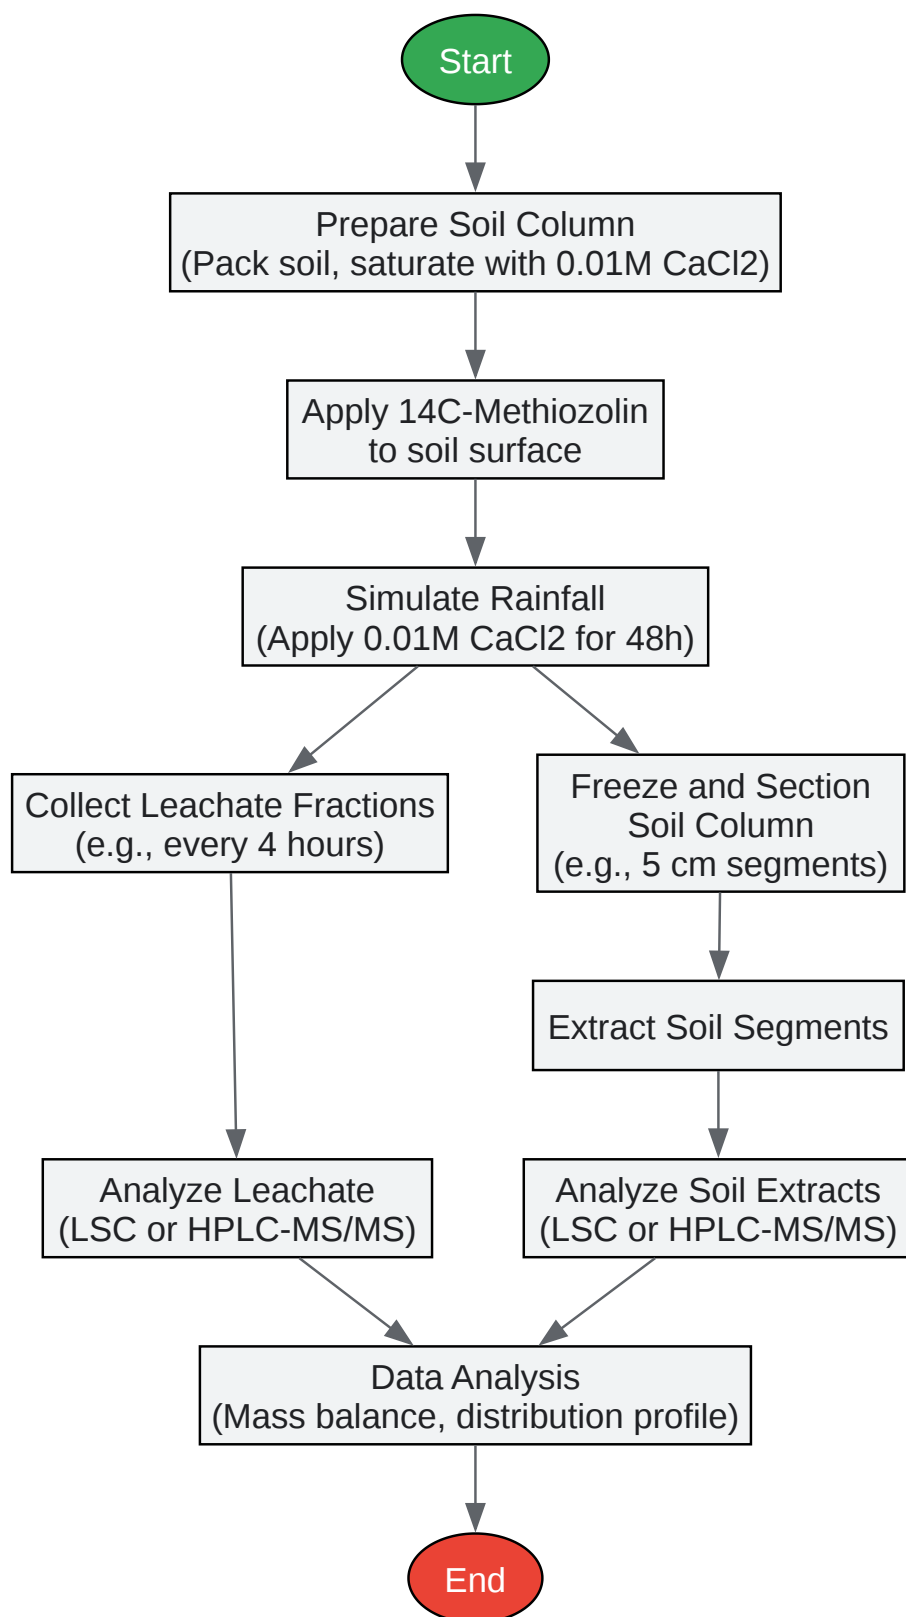 Start
Prepare Soil Column
(Pack soil, saturate with 0.01M CaCl2)
Apply 14C-Methiozolin
to soil surface
Simulate Rainfall
(Apply 0.01M CaCl2 for 48h)
Collect Leachate Fractions
(e.g., every 4 hours)
Freeze and Section
Soil Column
(e.g., 5 cm segments)
Extract Soil Segments
Analyze Leachate
(LSC or HPLC-MS/MS)
Analyze Soil Extracts
(LSC or HPLC-MS/MS)
Data Analysis
(Mass balance, distribution profile)
End